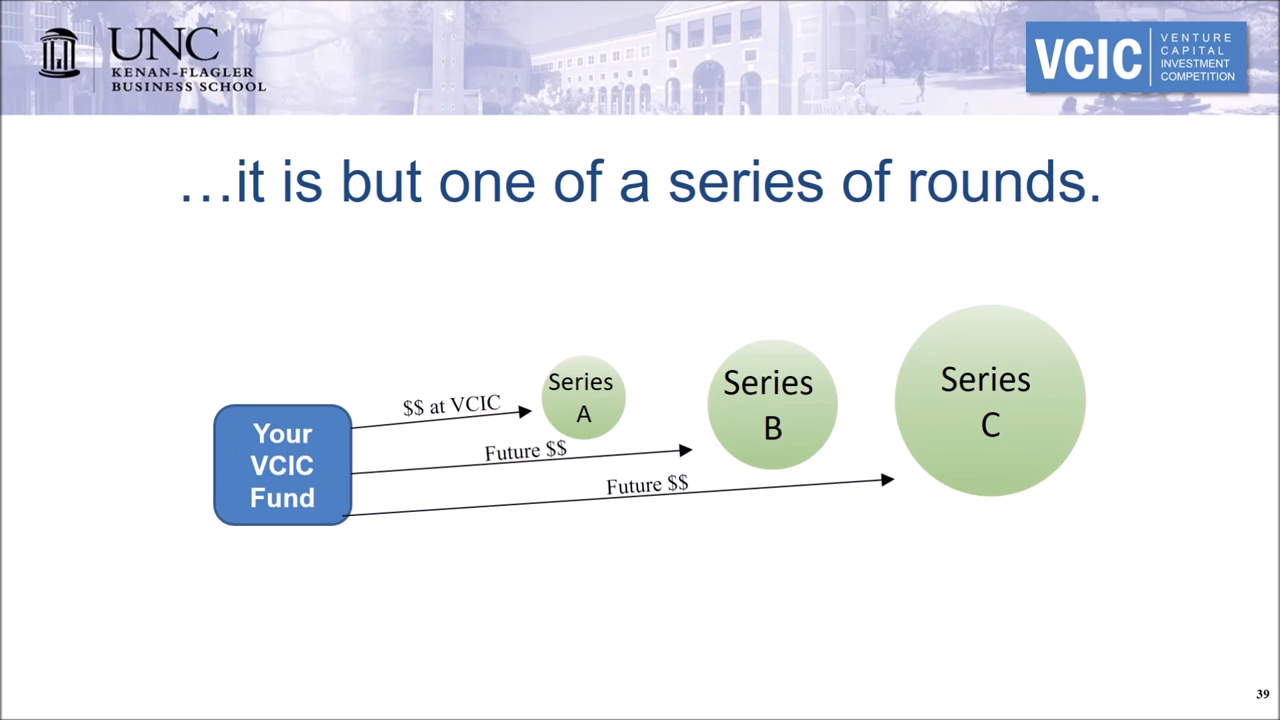 UNC
KENAN-FLAGLER
BUSINESS SCHOOL
VCIC
VENTURE
CAPITAL
INVESTMENT
COMPETITION
…it is but one of a series of rounds.
Your
VCIC
Fund
$$ at VCIC
Future $$
Future $$
Series
A
Series
B
Series
C
39